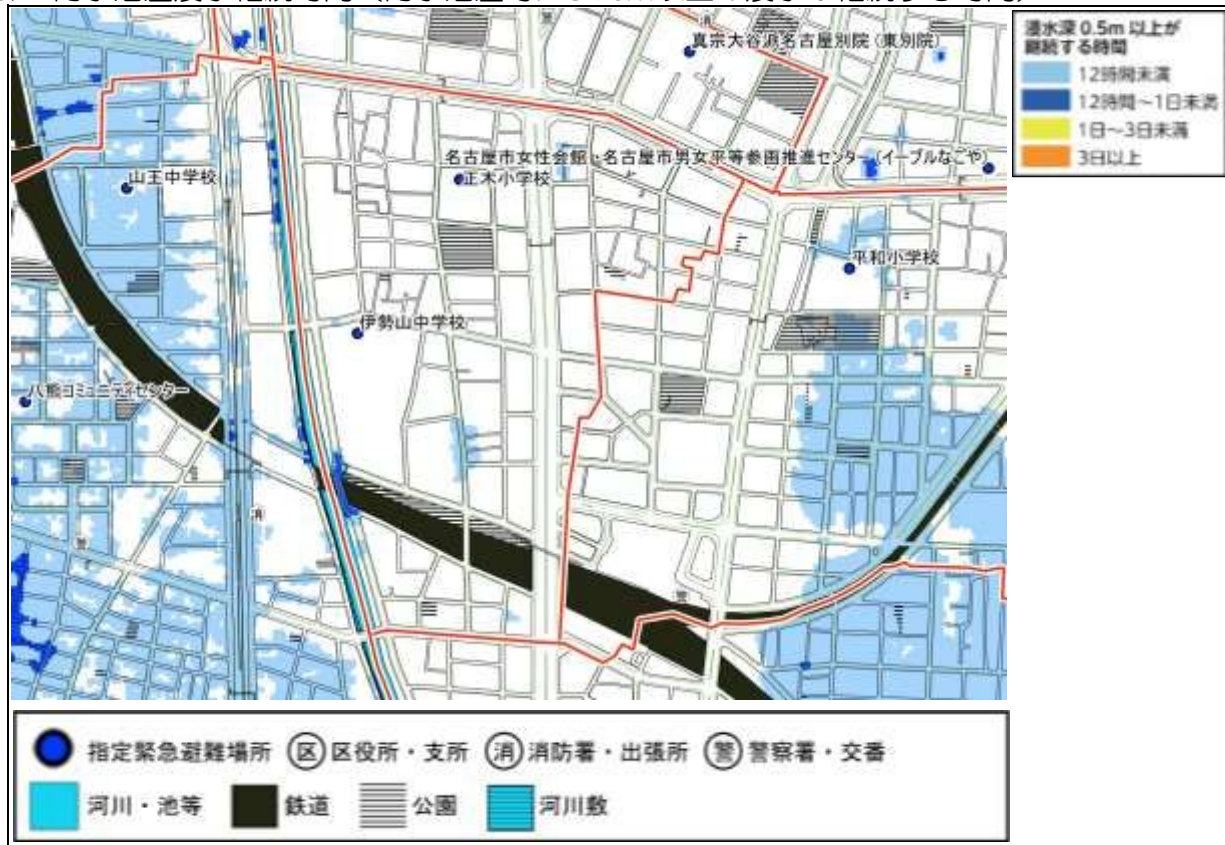 真宗大谷派名古屋別院（東別院）
名古屋市女性会館・名古屋市男女平等参画推進センター（イーブルなごや）
山王中学校
正木小学校
平和小学校
伊勢山中学校
八熊コミュニティセンター
消
警
浸水深 0.5m 以上が
継続する時間
12時間未満
12時間～1日未満
1日～3日未満
3日以上
指定緊急避難場所
区 区役所・支所
消 消防署・出張所
警 警察署・交番
河川・池等
鉄道
公園
河川敷